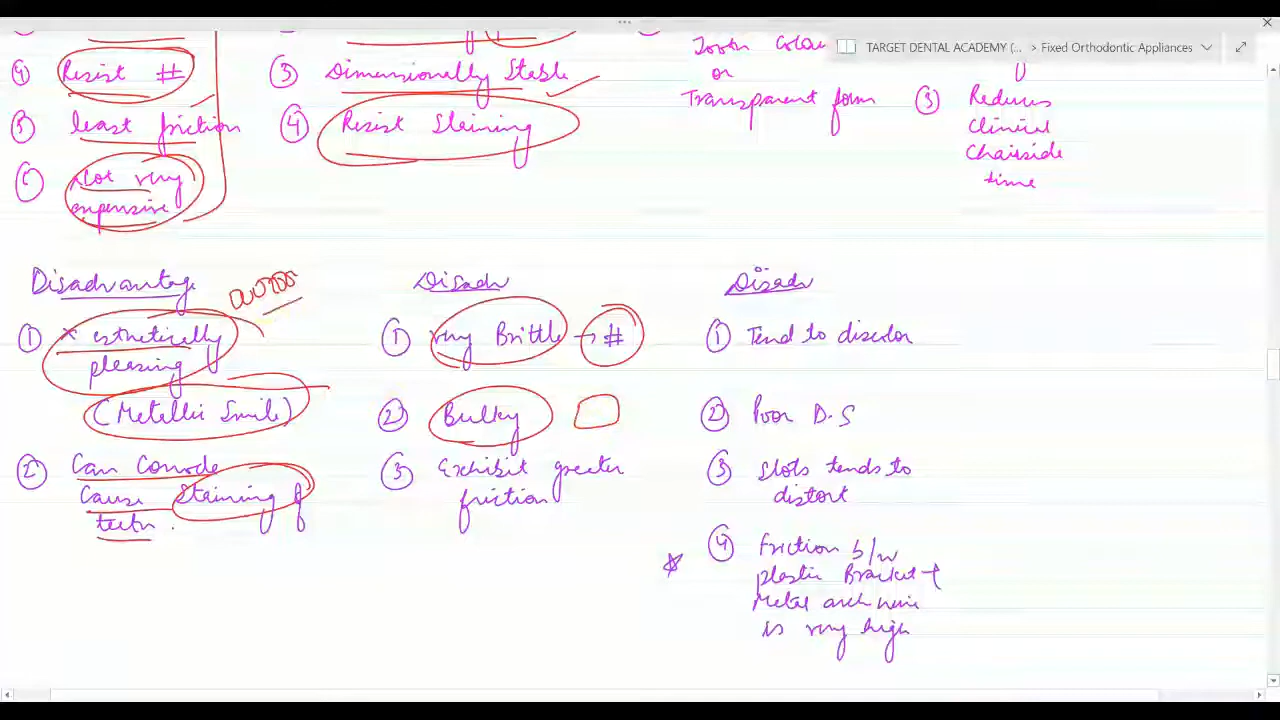 TARGET DENTAL ACADEMY (... > Fixed Orthodontic Appliances
④ Resist #
⑤ least friction
⑥ Not very
expensive
③ Dimensionally Stable
④ Resist Staining
Tooth Colou
or
Transparent form
③ Reduces
Clinical
Chairside
time
Disadvantage
① × esthetically
pleasing
(Metallic Smile)
② Can Corrode
Cause Staining of
teeth.
Disadv
① very Brittle → #
② Bulky
③ Exhibit greater
friction
Disadv
① Tend to discolor
② Poor D.S
③ Slots tends to
distort
④ Friction b/w
plastic Bracket +
Metal arch wire
is very high